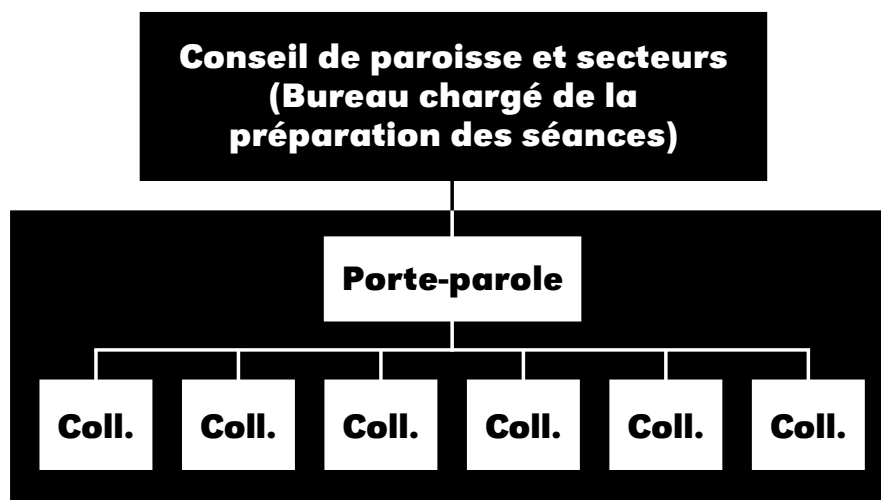 Conseil de paroisse et secteurs
(Bureau chargé de la
préparation des séances)
Porte-parole
Coll. Coll. Coll. Coll. Coll. Coll.